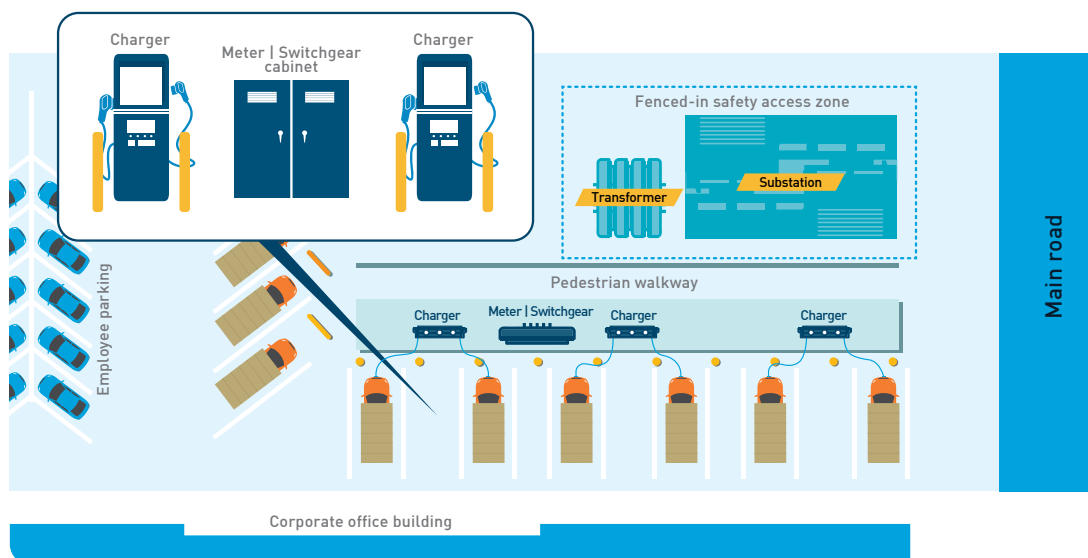 Charger
Meter | Switchgear
cabinet
Charger
Fenced-in safety access zone
Transformer
Substation
Main road
Employee parking
Pedestrian walkway
Charger
Meter | Switchgear
Charger
Charger
Corporate office building